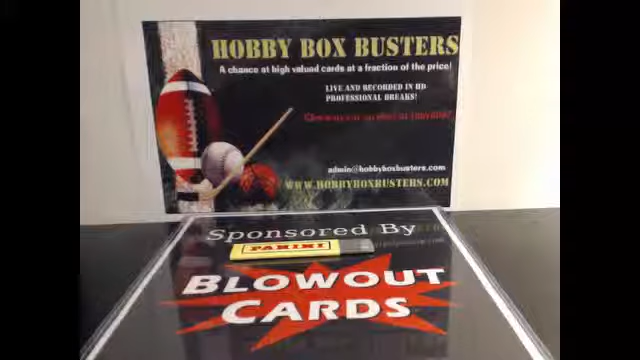 HOBBY BOX BUSTERS
A chance at high valued cards at a fraction of the price!
LIVE AND RECORDED IN HD
PROFESSIONAL BREAKS!
admin@hobbyboxbusters.com
WWW.HOBBYBOXBUSTERS.COM
Sponsored By
PANINI
BLOWOUT
CARDS